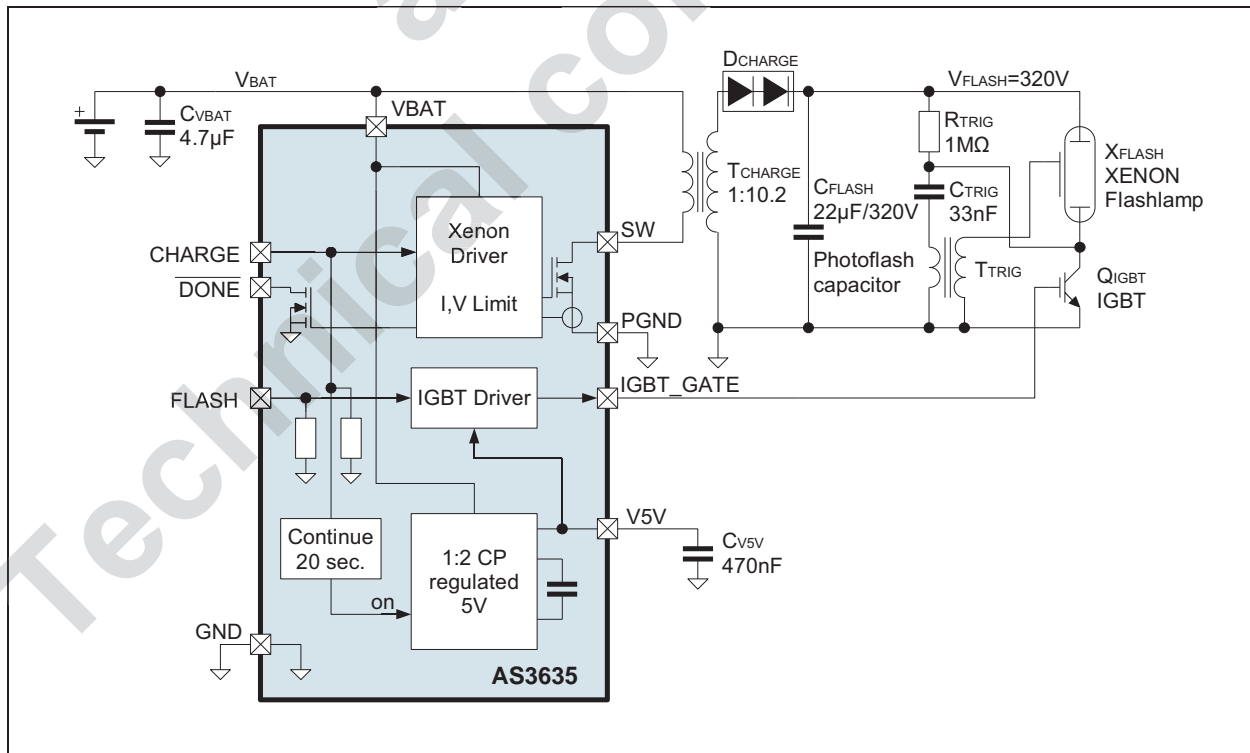 DCHARGE
VBAT
VFLASH=320V
+
CVBAT
4.7µF
VBAT
RTRIG
1MΩ
TCHARGE
1:10.2
CFLASH
22µF/320V
Photoflash
capacitor
CTRIG
33nF
XFLASH
XENON
Flashlamp
TTRIG
QIGBT
IGBT
CHARGE
DONE
Xenon
Driver
I,V Limit
SW
PGND
FLASH
IGBT Driver
IGBT_GATE
Continue
20 sec.
on
1:2 CP
regulated
5V
V5V
CV5V
470nF
GND
AS3635
Technical con